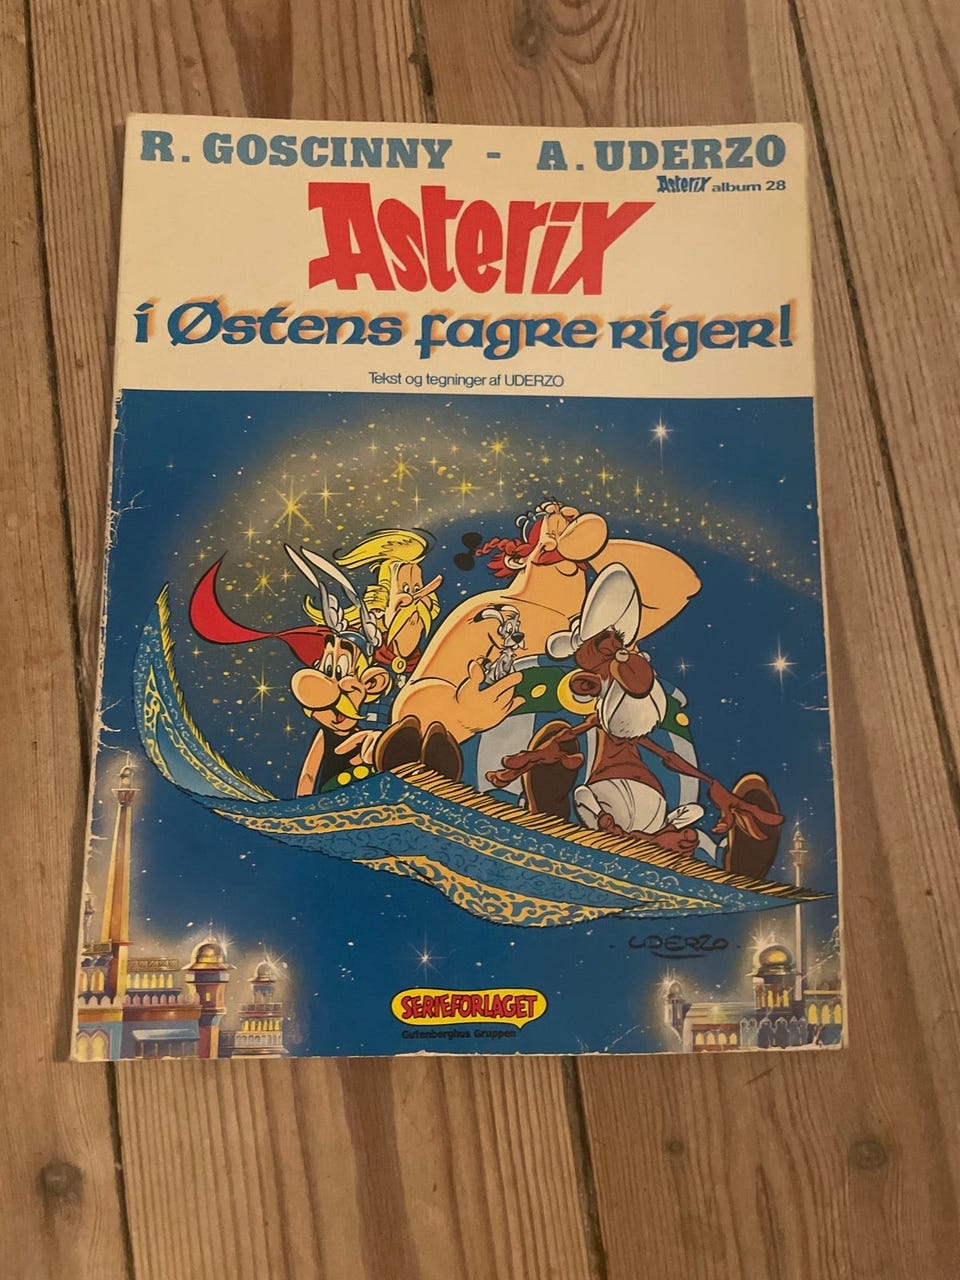 R. GOSCINNY - A. UDERZO
Asterix album 28
Asterix
i Østens fagre riger!
Tekst og tegninger af UDERZO
UDERZO
SERIEFORLAGET
Gutenberghus Gruppen